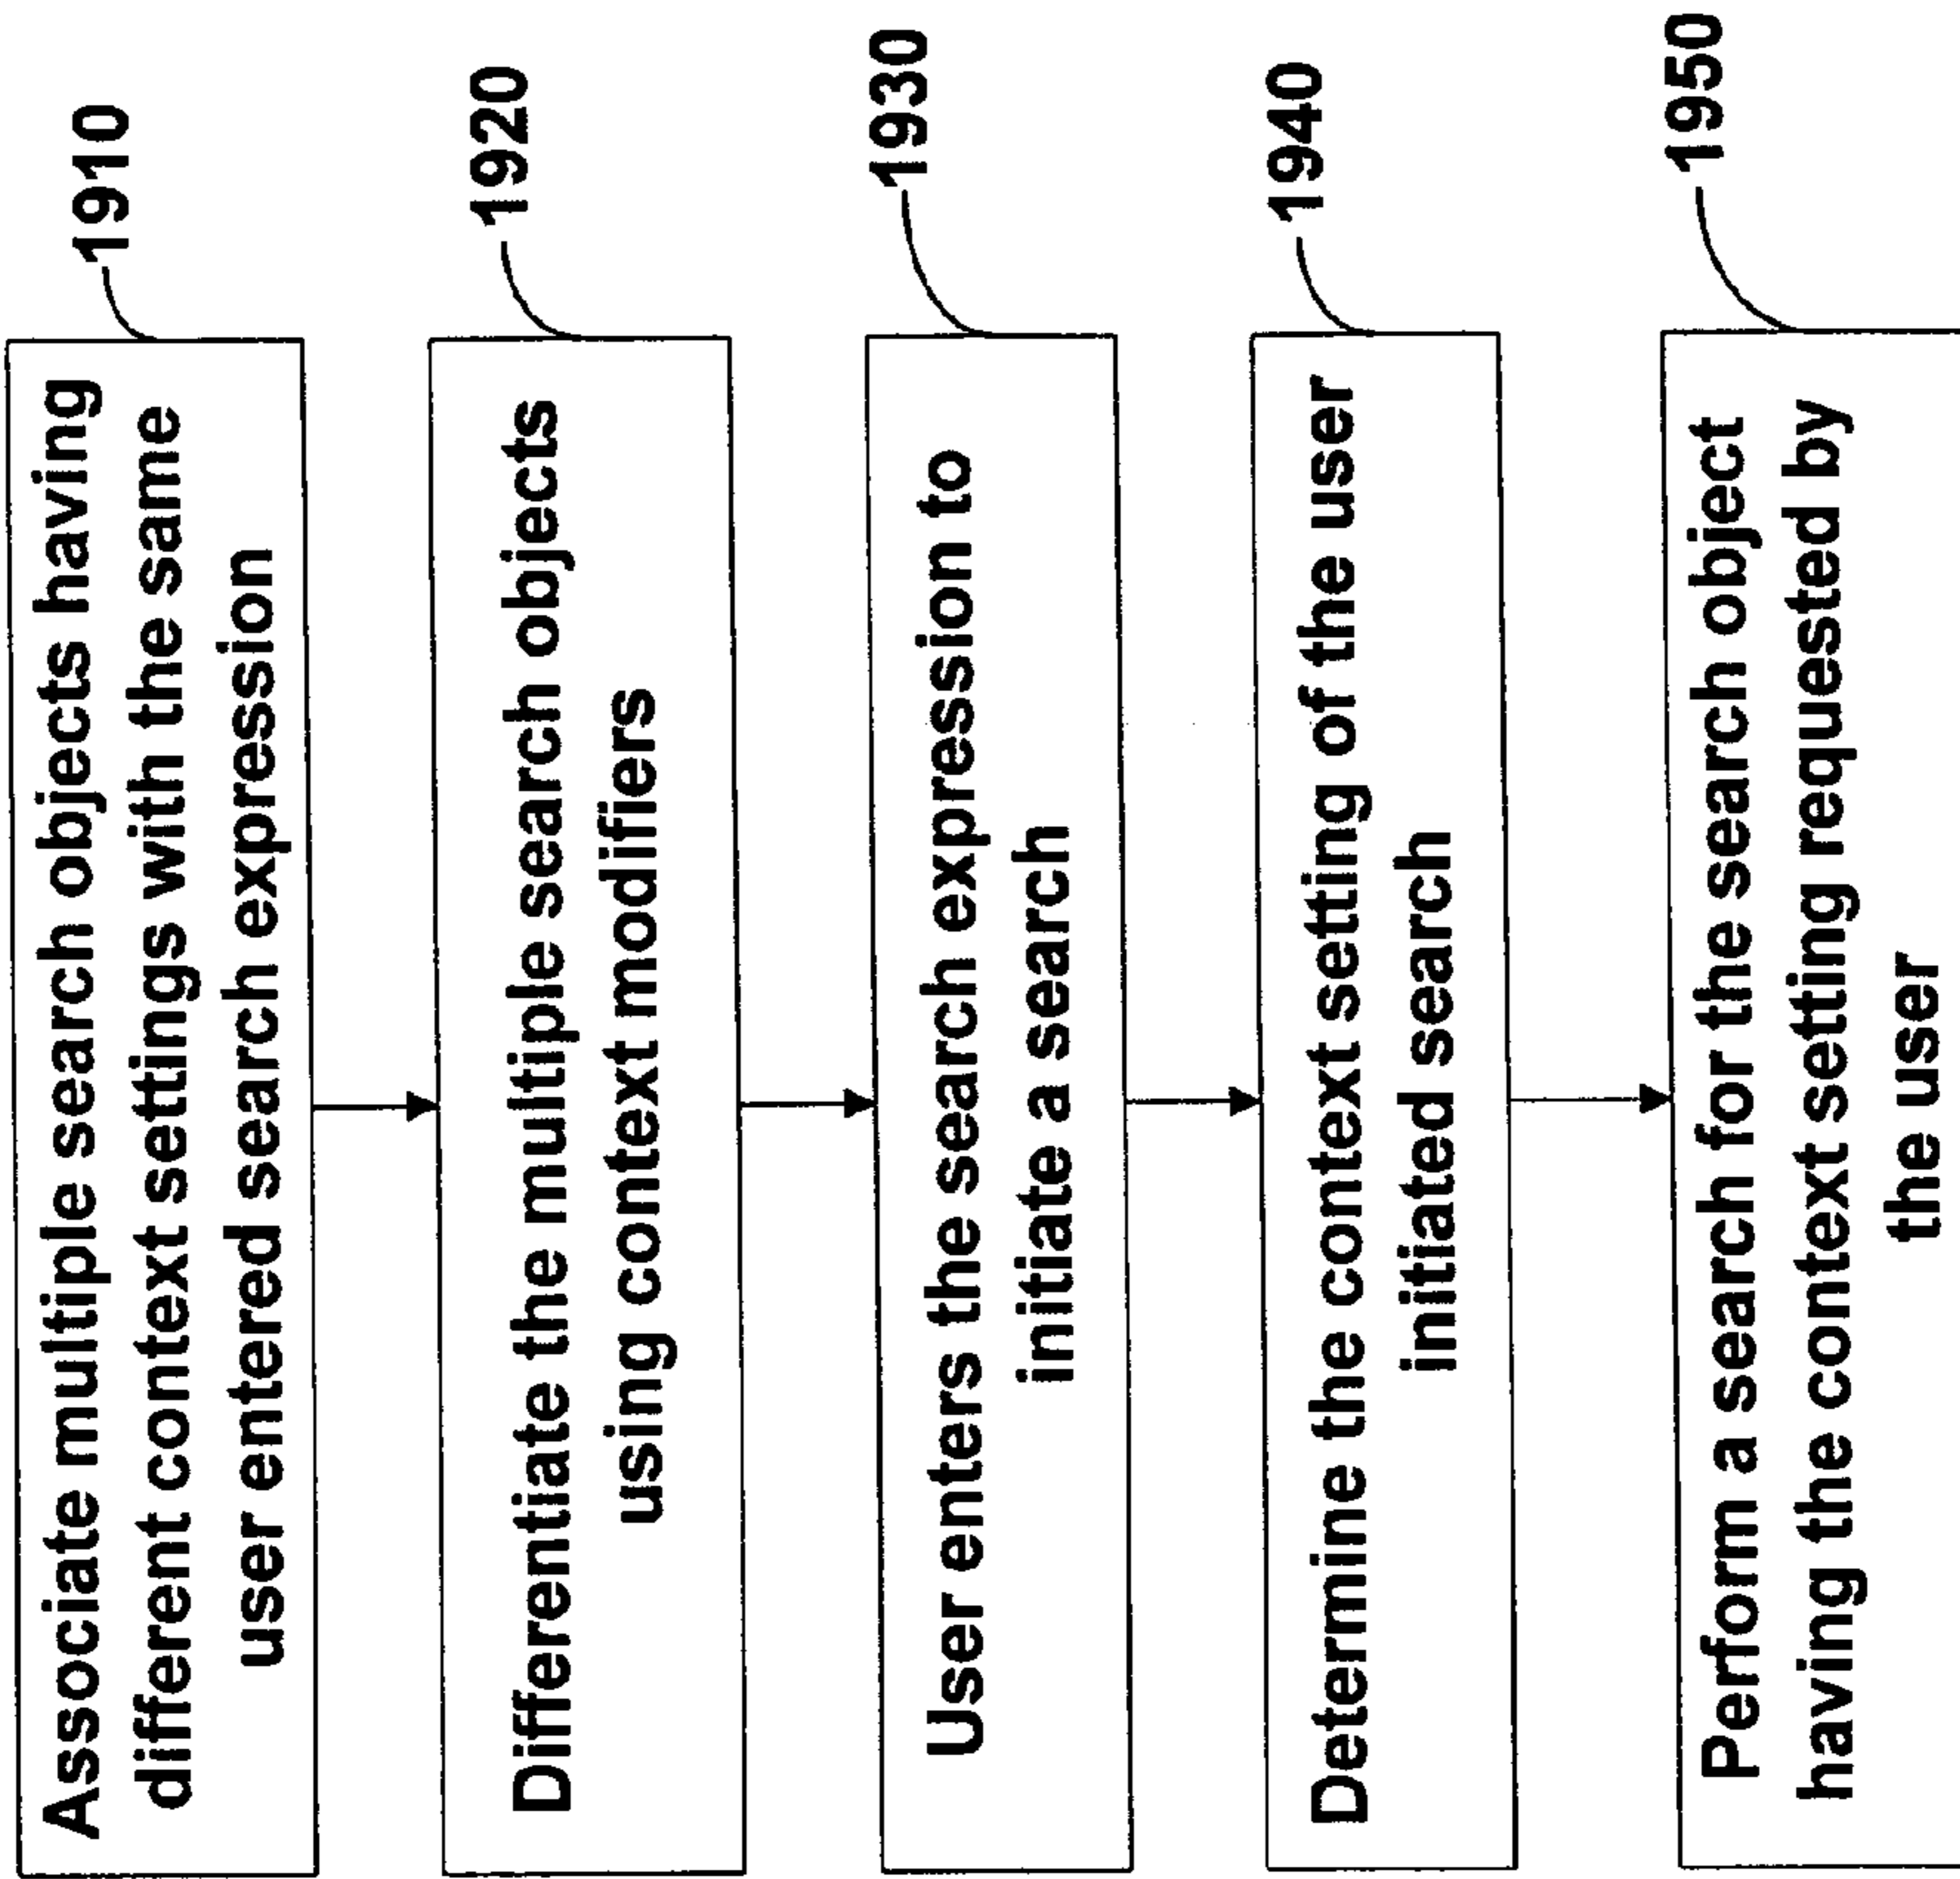 Associate multiple search objects having
different context settings with the same
user entered search expression
1910
Differentiate the multiple search objects
using context modifiers
1920
User enters the search expression to
initiate a search
1930
Determine the context setting of the user
initiated search
1940
Perform a search for the search object
having the context setting requested by
the user
1950